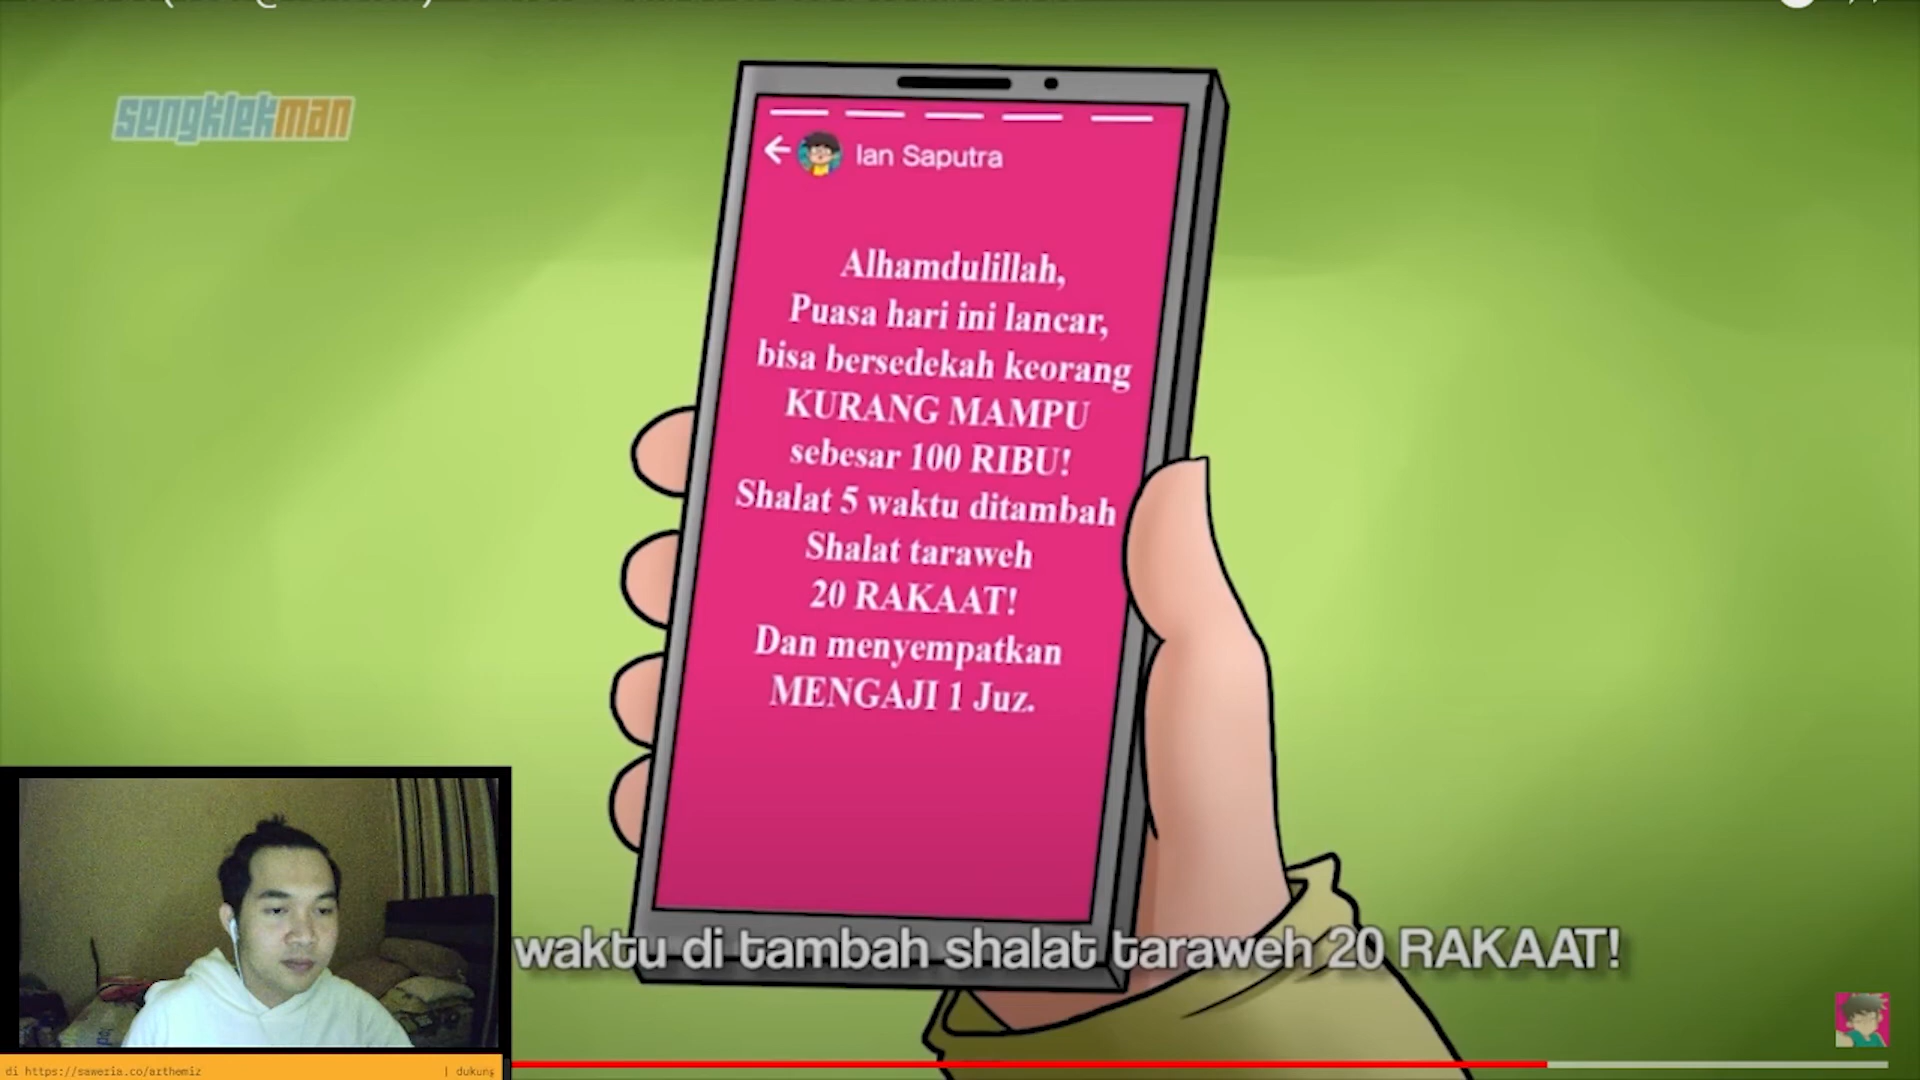 sengklekman
Ian Saputra
Alhamdulillah,
Puasa hari ini lancar,
bisa bersedekah keorang
KURANG MAMPU
sebesar 100 RIBU!
Shalat 5 waktu ditambah
Shalat taraweh
20 RAKAAT!
Dan menyempatkan
MENGAJI 1 Juz.
waktu di tambah shalat taraweh 20 RAKAAT!
di https://saweria.co/arthemiz | dukung